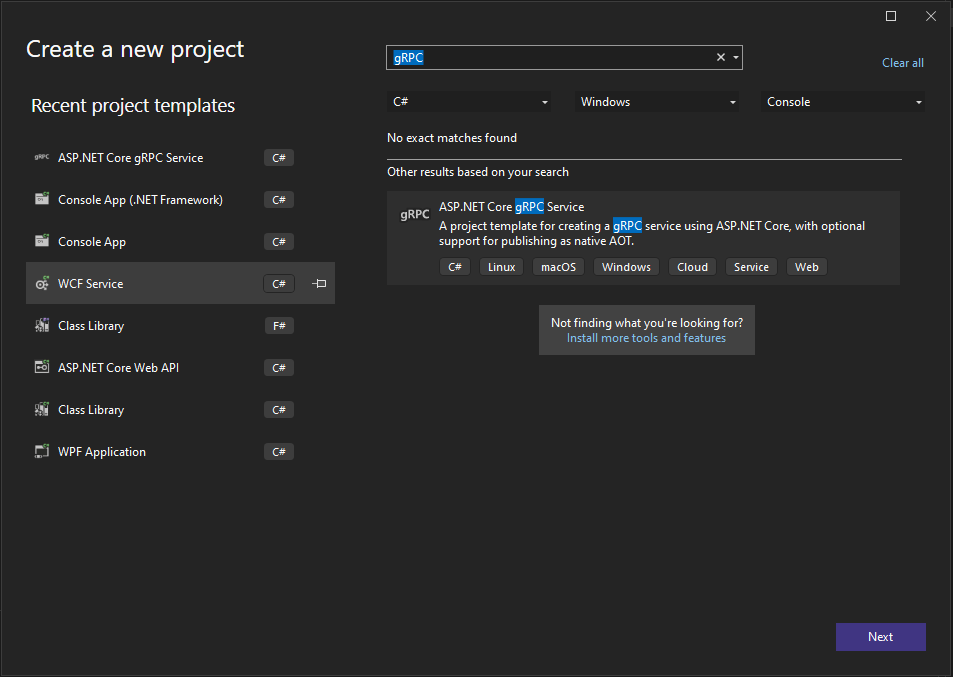 Create a new project
gRPC
Clear all
Recent project templates
C#
Windows
Console
gRPC ASP.NET Core gRPC Service C#
Console App (.NET Framework) C#
Console App C#
WCF Service C#
Class Library F#
ASP.NET Core Web API C#
Class Library C#
WPF Application C#
No exact matches found
Other results based on your search
gRPC
ASP.NET Core gRPC Service
A project template for creating a gRPC service using ASP.NET Core, with optional
support for publishing as native AOT.
C# Linux macOS Windows Cloud Service Web
Not finding what you're looking for?
Install more tools and features
Next